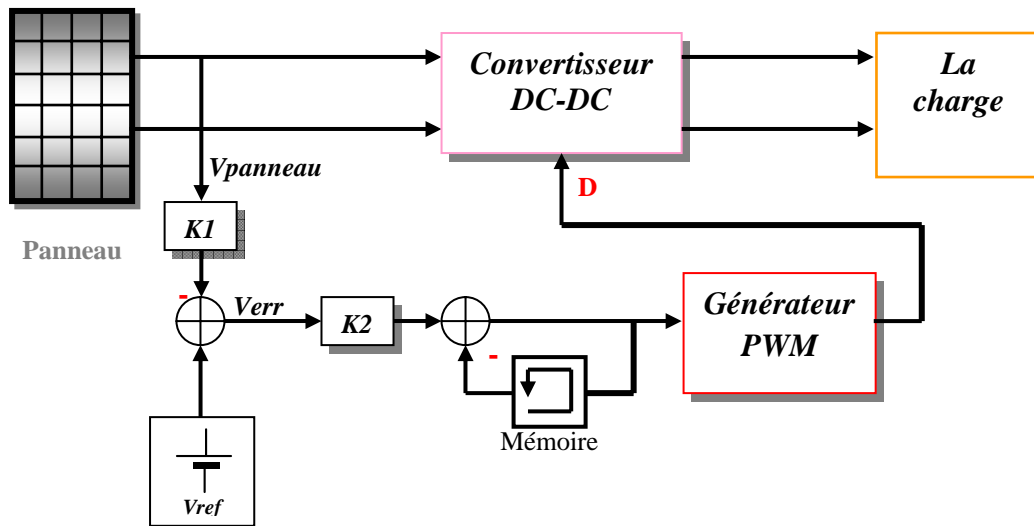 Convertisseur
DC-DC
La
charge
Vpanneau
D
K1
Panneau
-
Verr
K2
-
Générateur
PWM
Mémoire
Vref